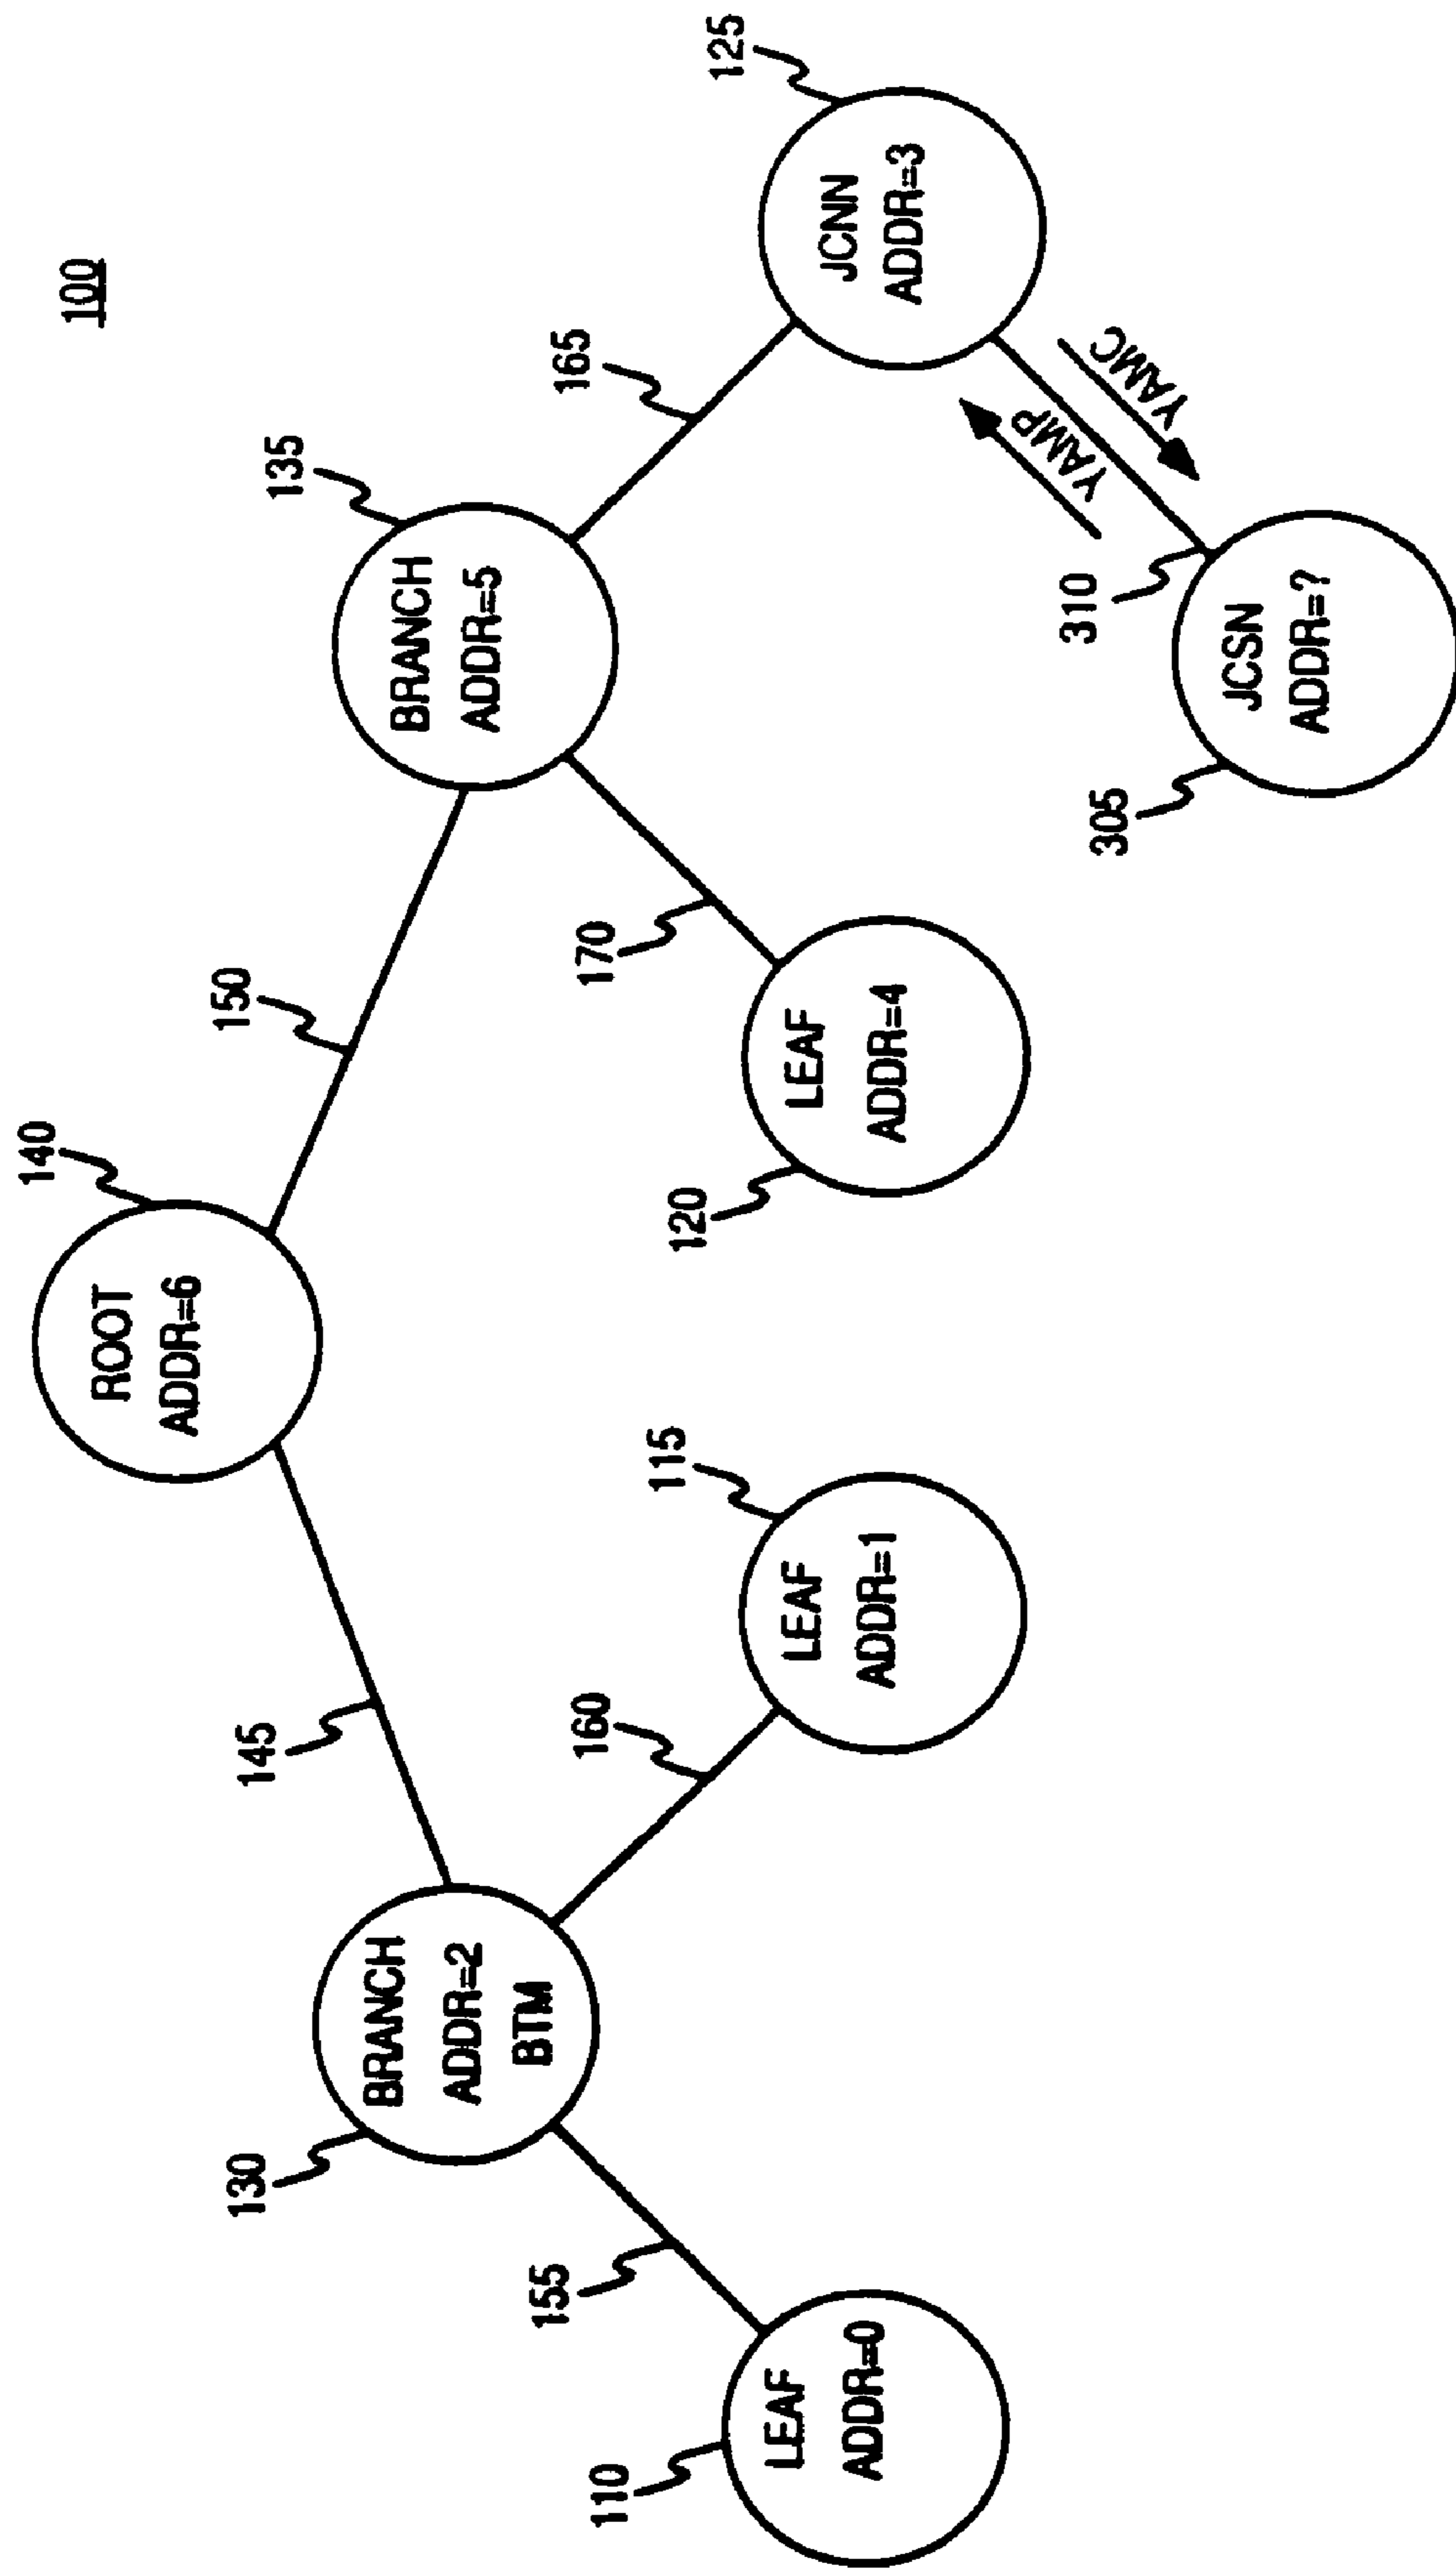 100
140
ROOT
ADDR=6
145
150
130
BRANCH
ADDR=2
BTM
135
BRANCH
ADDR=5
155
160
170
165
110
LEAF
ADDR=0
115
LEAF
ADDR=1
120
LEAF
ADDR=4
125
JCNN
ADDR=3
YAMP
YAMC
310
305
JCSN
ADDR=?